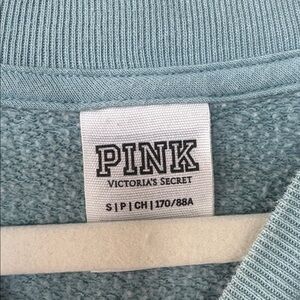 PINK
VICTORIA'S SECRET
S | P | CH | 170/88A